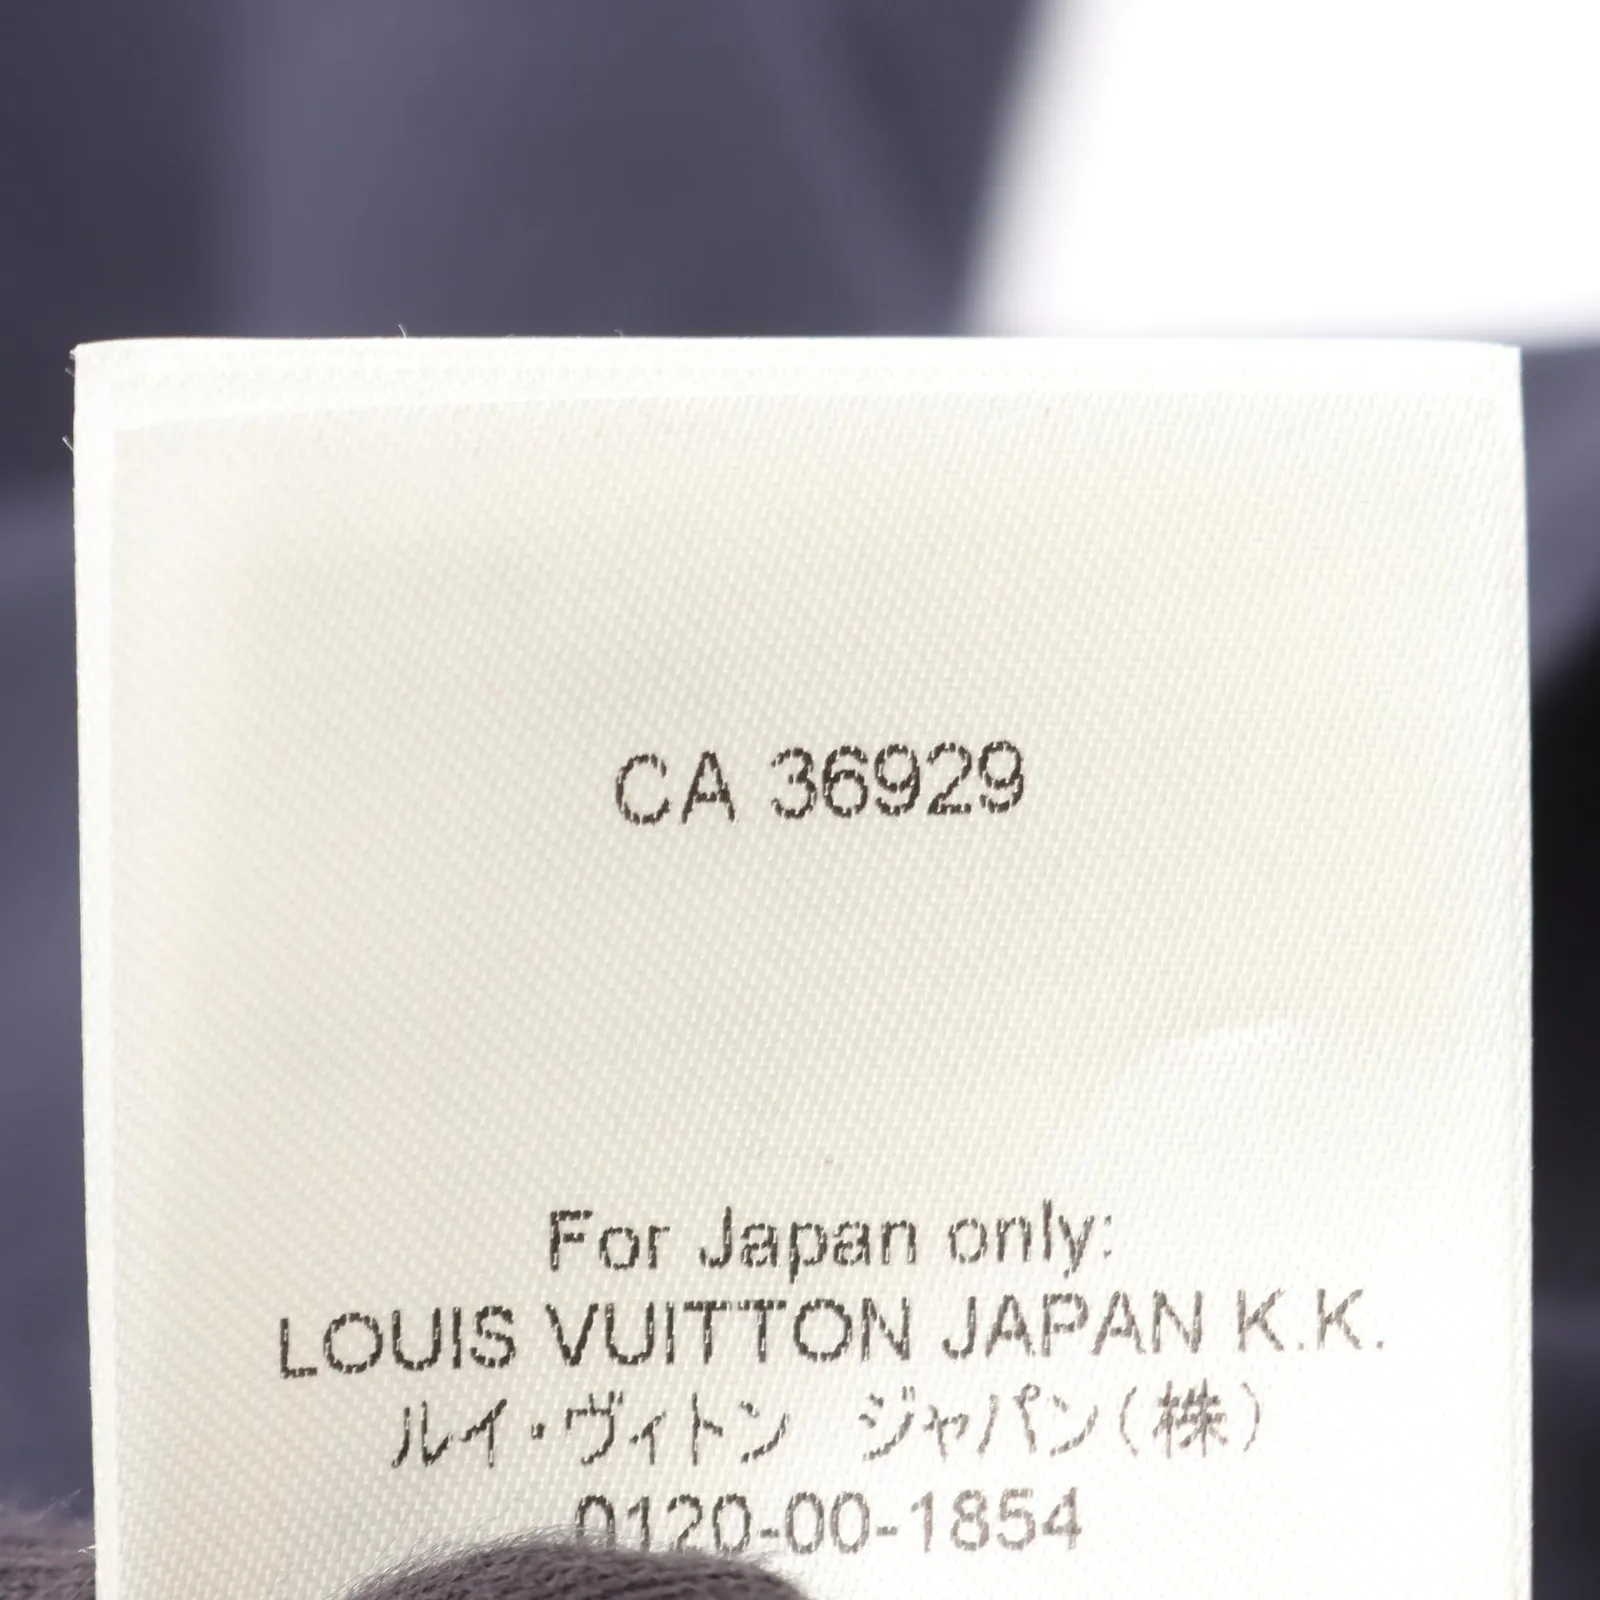 CA 36929
For Japan only:
LOUIS VUITTON JAPAN K.K.
ルイ・ヴィトン　ジャパン(株)
0120-00-1854